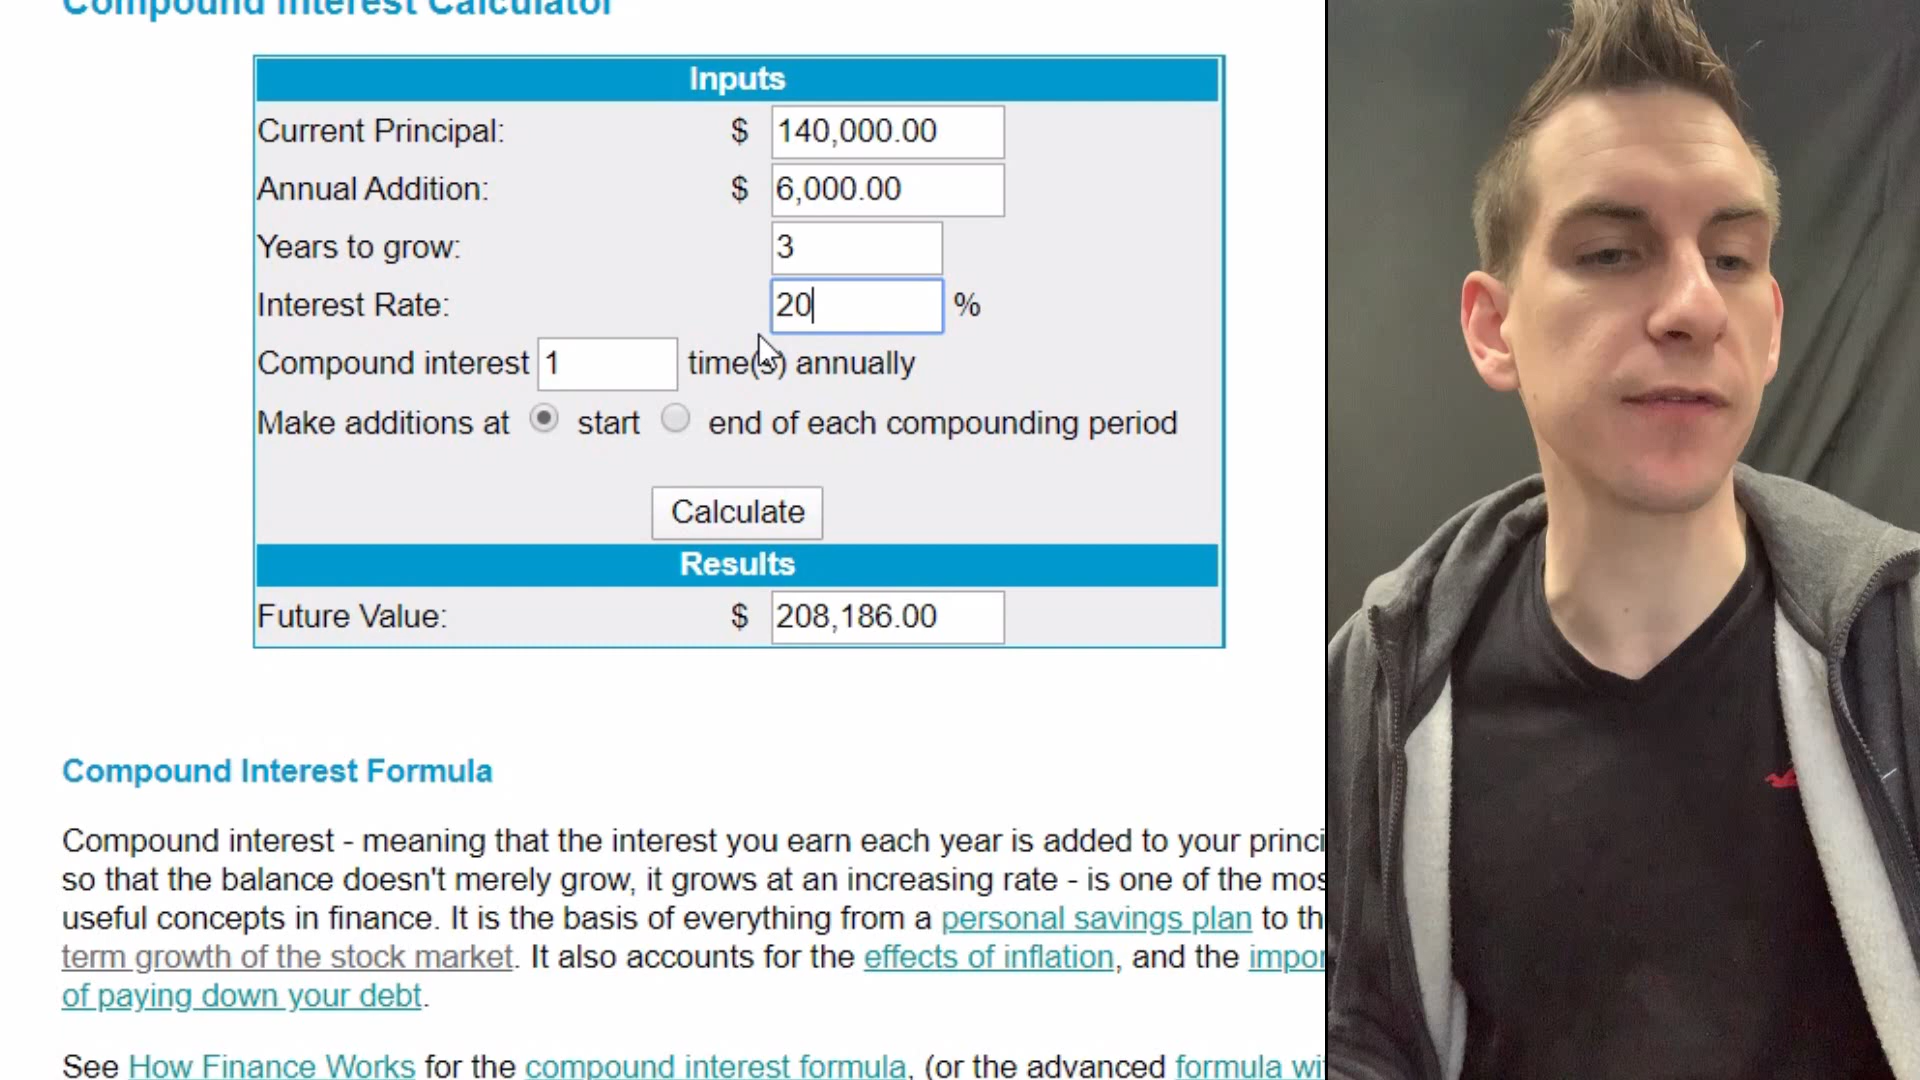 Compound Interest Calculator
Inputs
Current Principal: $ 140,000.00
Annual Addition: $ 6,000.00
Years to grow: 3
Interest Rate: 20 %
Compound interest 1 time(s) annually
Make additions at start end of each compounding period
Calculate
Results
Future Value: $ 208,186.00
Compound Interest Formula
Compound interest - meaning that the interest you earn each year is added to your princi
so that the balance doesn't merely grow, it grows at an increasing rate - is one of the mos
useful concepts in finance. It is the basis of everything from a personal savings plan to th
term growth of the stock market. It also accounts for the effects of inflation, and the impor
of paying down your debt.
See How Finance Works for the compound interest formula, (or the advanced formula wi